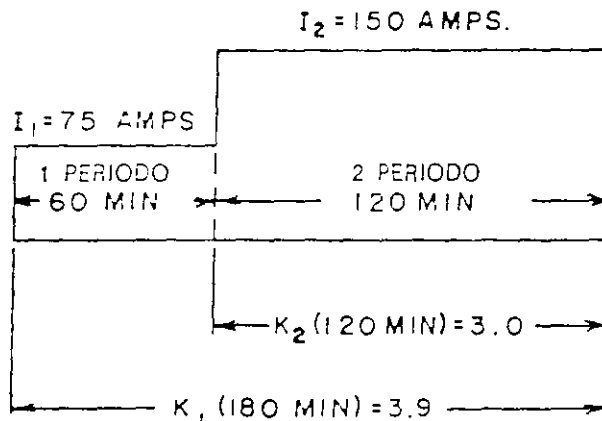 I2=150 AMPS.
I1=75 AMPS
1 PERIODO
60 MIN
2 PERIODO
120 MIN
K2 (120 MIN)=3.0
K1 (180 MIN)=3.9